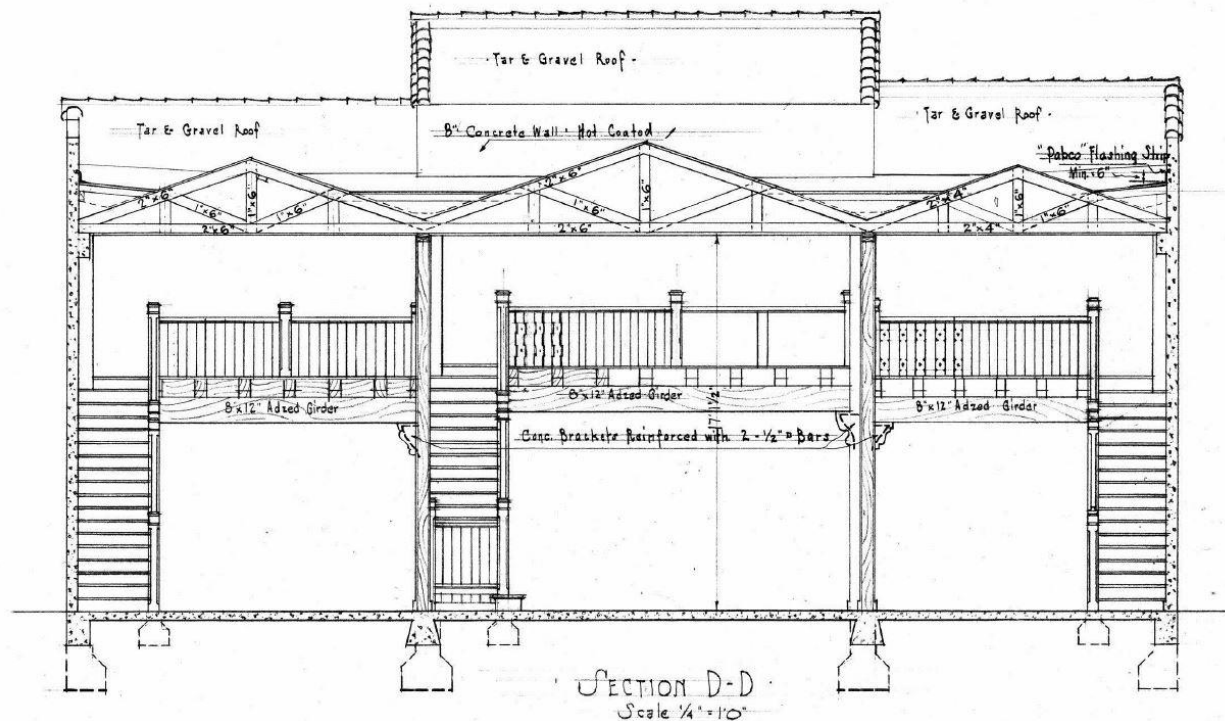 · Tar & Gravel Roof ·
Tar & Gravel Roof
· Tar & Gravel Roof ·
8" Concrete Wall · Hot Coated
"Pabco" Flashing Strip
Min. 6"
2"x6"
1"x6"
1"x6"
1"x6"
2"x6"
2"x6"
1"x6"
1"x6"
2"x6"
2"x4"
1"x6"
1"x6"
2"x4"
8"x12" Adzed Girder
8"x12" Adzed Girder
8"x12" Adzed Girder
17' 1 1/2"
Conc. Brackets Reinforced with 2 - 1/2" Bars
SECTION D-D
Scale 1/4" = 1'0"